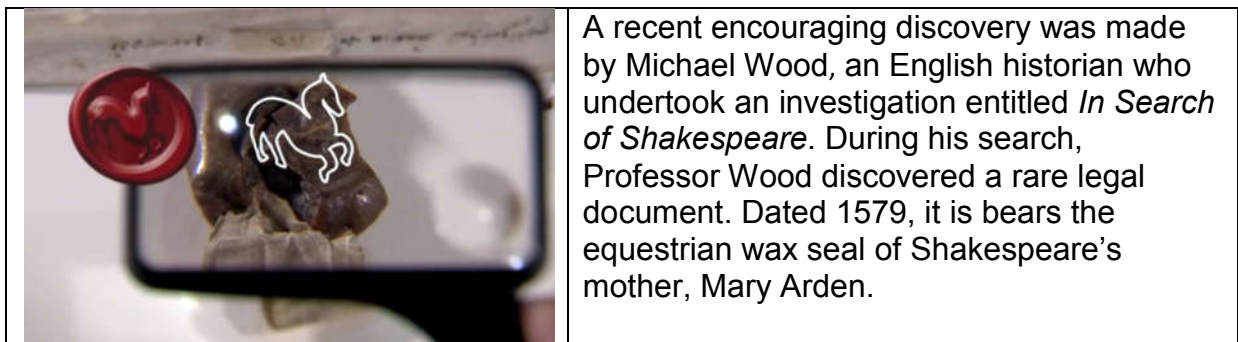 A recent encouraging discovery was made
by Michael Wood, an English historian who
undertook an investigation entitled In Search
of Shakespeare. During his search,
Professor Wood discovered a rare legal
document. Dated 1579, it is bears the
equestrian wax seal of Shakespeare’s
mother, Mary Arden.